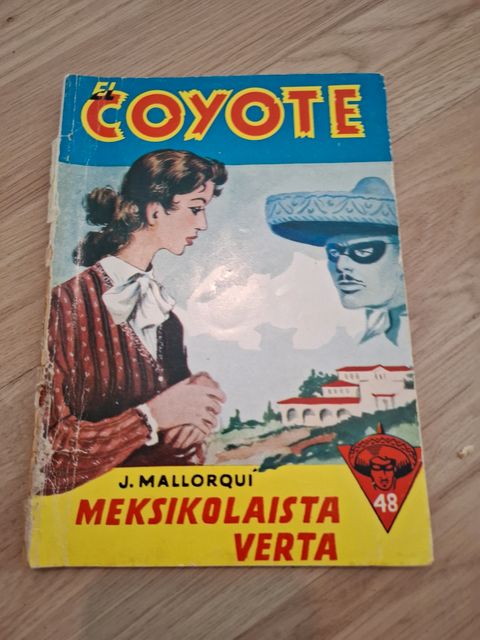 EL
COYOTE
J. MALLORQUÍ
48
MEKSIKOLAISTA
VERTA